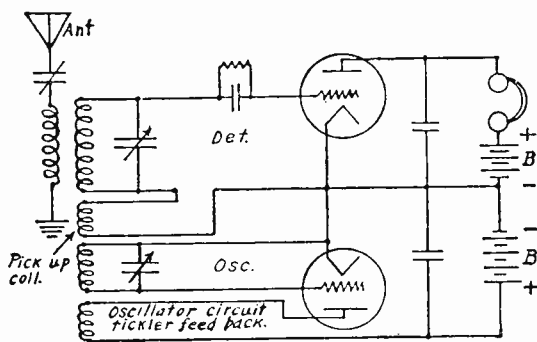 Ant
Det.
+
B
-
Pick up
coil.
-
Osc.
B
Oscillator circuit
tickler feed back.
+